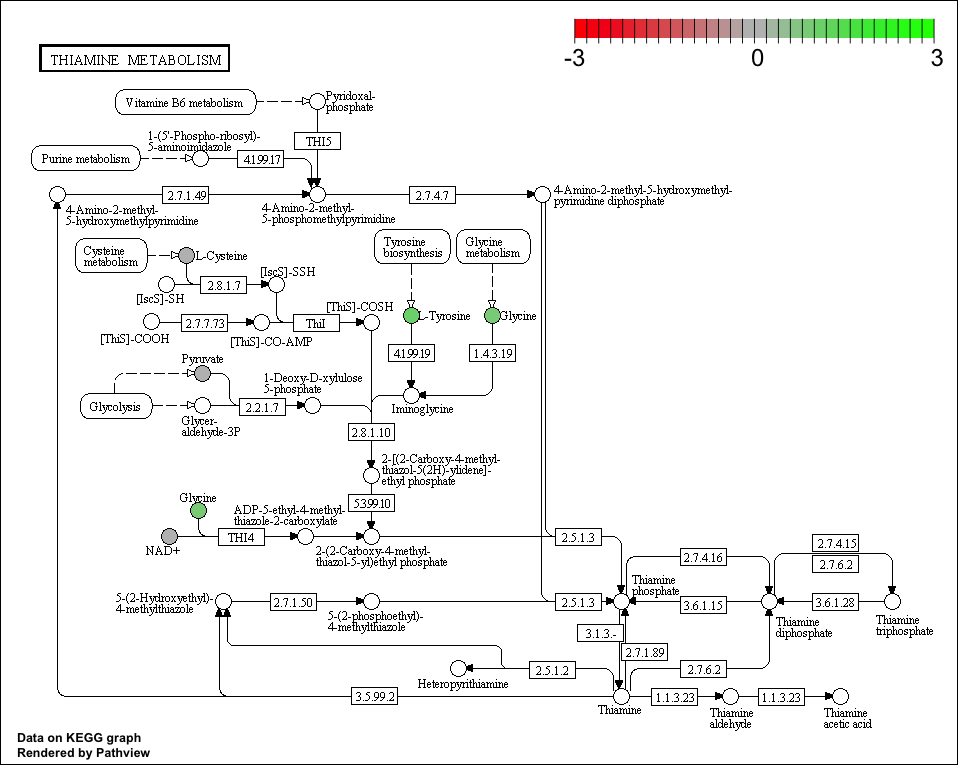 -3 0 3
THIAMINE METABOLISM
Vitamine B6 metabolism
Pyridoxal-
phosphate
THI5
1-(5'-Phospho-ribosyl)-
5-aminoimidazole
Purine metabolism
4.1.99.17
2.7.1.49
2.7.4.7
4-Amino-2-methyl-5-hydroxymethyl-
pyrimidine diphosphate
4-Amino-2-methyl-
5-hydroxymethylpyrimidine
4-Amino-2-methyl-
5-phosphomethylpyrimidine
Cysteine
metabolism
L-Cysteine
Tyrosine
biosynthesis
Glycine
metabolism
[IscS]-SSH
2.8.1.7
[IscS]-SH
[ThiS]-COSH
2.7.7.73
ThiI
L-Tyrosine
Glycine
[ThiS]-COOH
[ThiS]-CO-AMP
4.1.99.19
1.4.3.19
Pyruvate
1-Deoxy-D-xylulose
5-phosphate
Glycolysis
2.2.1.7
Iminoglycine
Glycer-
aldehyde-3P
2.8.1.10
2-[(2-Carboxy-4-methyl-
thiazol-5(2H)-ylidene]-
ethyl phosphate
Glycine
5.3.99.10
ADP-5-ethyl-4-methyl-
thiazole-2-carboxylate
THI4
NAD+
2-(2-Carboxy-4-methyl-
thiazol-5-yl)ethyl phosphate
2.5.1.3
2.7.4.16
2.7.4.15
2.7.6.2
Thiamine
phosphate
5-(2-Hydroxyethyl)-
4-methylthiazole
2.7.1.50
5-(2-phosphoethyl)-
4-methylthiazole
2.5.1.3
3.6.1.15
Thiamine
diphosphate
3.6.1.28
Thiamine
triphosphate
3.1.3.-
2.7.1.89
2.5.1.2
2.7.6.2
Heteropyrithiamine
3.5.99.2
Thiamine
1.1.3.23
Thiamine
aldehyde
1.1.3.23
Thiamine
acetic acid
Data on KEGG graph
Rendered by Pathview